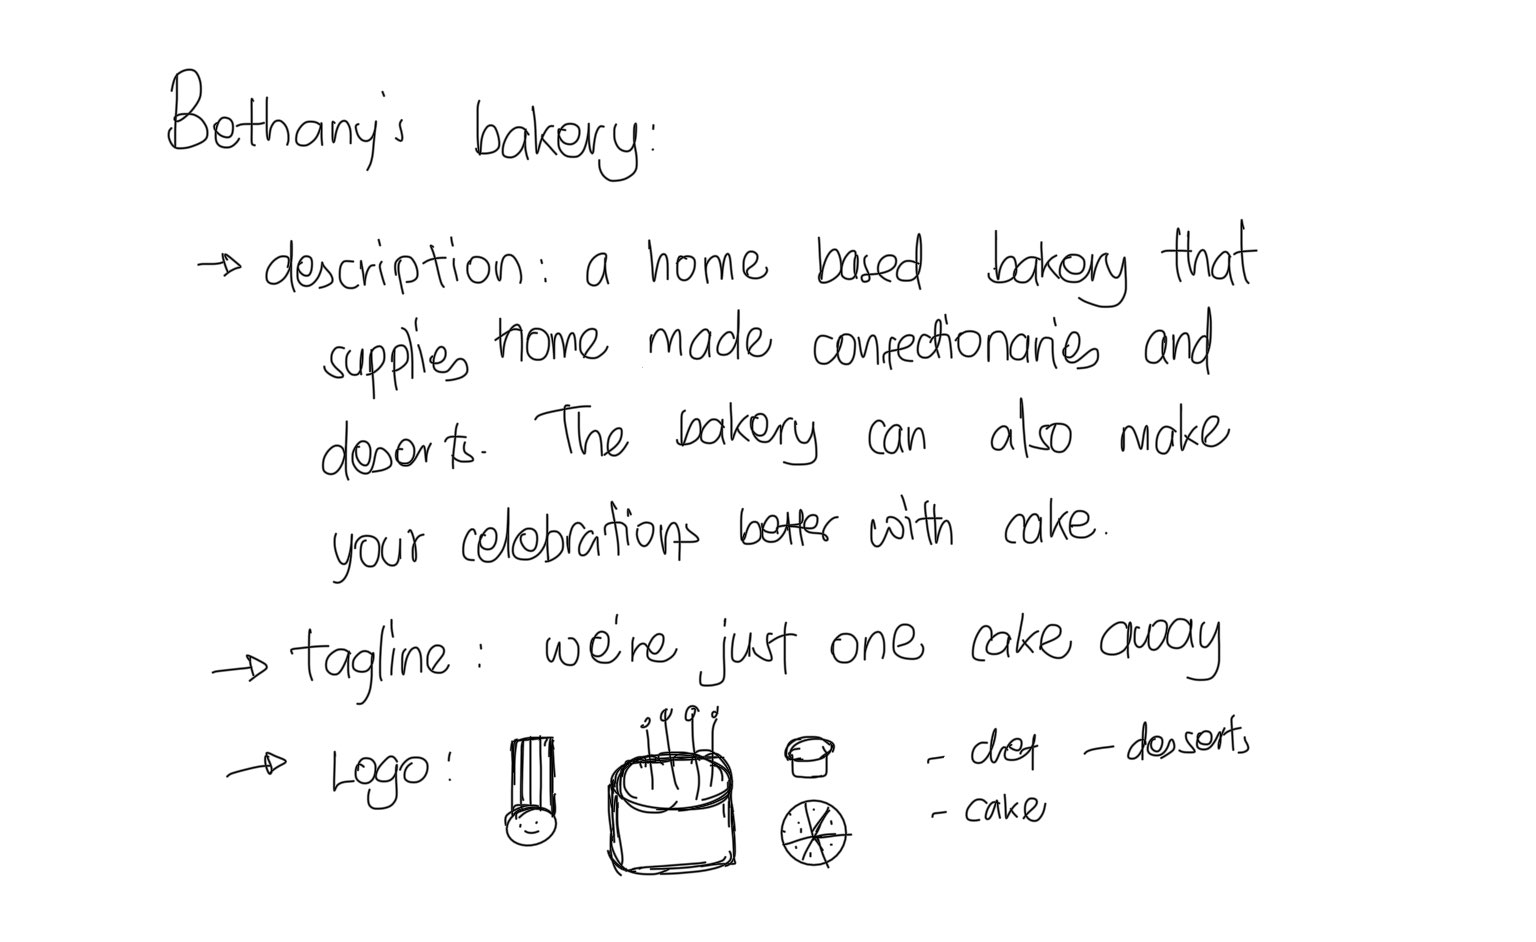 Bethany's bakery:
→ description: a home based bakery that
supplies home made confectionaries and
deserts. The bakery can also make
your celebrations better with cake.
→ tagline: we're just one cake away
→ Logo: - chef - desserts
- cake